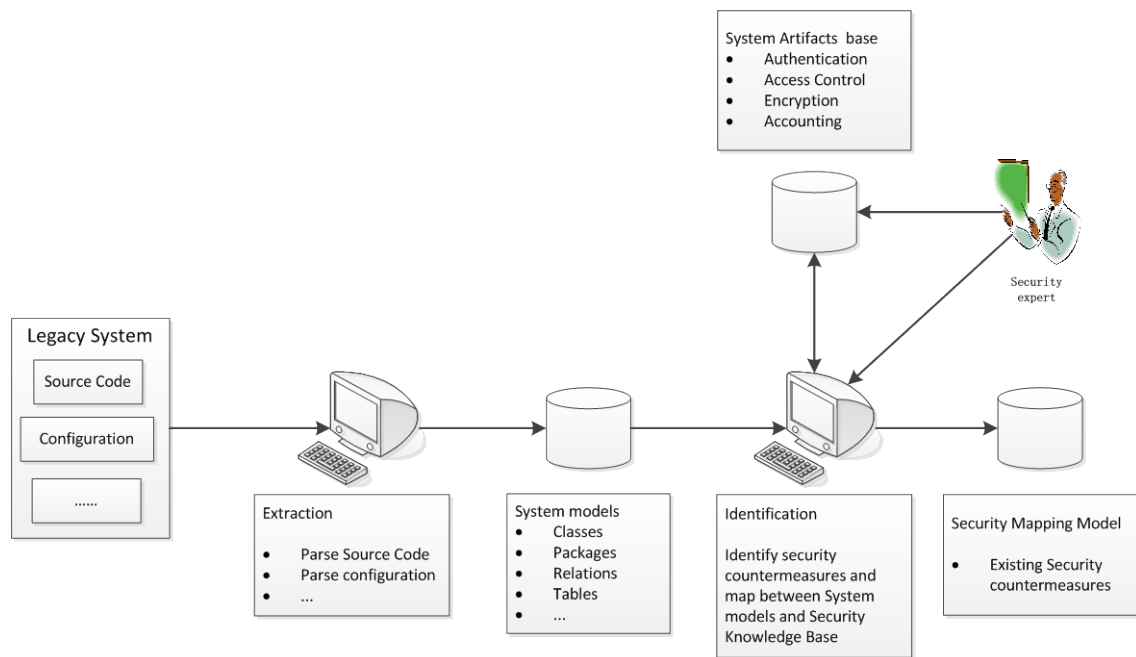 System Artifacts base
• Authentication
• Access Control
• Encryption
• Accounting
Security
expert
Legacy System
Source Code
Configuration
......
Extraction
• Parse Source Code
• Parse configuration
• ...
System models
• Classes
• Packages
• Relations
• Tables
• ...
Identification
Identify security
countermeasures and
map between System
models and Security
Knowledge Base
Security Mapping Model
• Existing Security
countermeasures